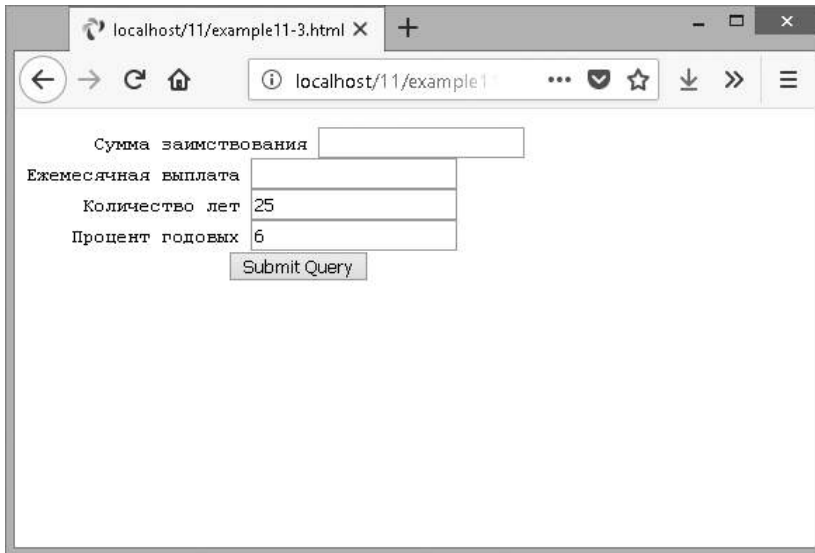 localhost/11/example11-3.html
localhost/11/example1
Сумма заимствования
Ежемесячная выплата
Количество лет 25
Процент годовых 6
Submit Query